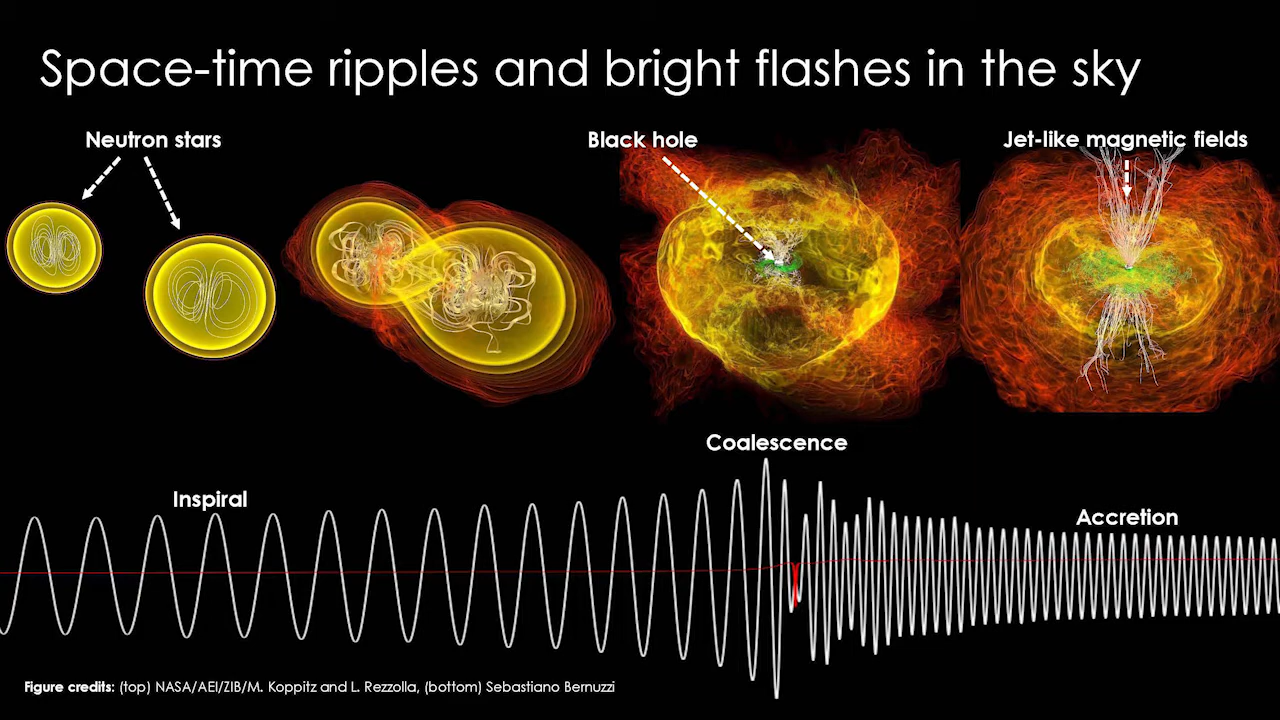 Space-time ripples and bright flashes in the sky
Neutron stars
Black hole
Jet-like magnetic fields
Coalescence
Inspiral
Accretion
Figure credits: (top) NASA/AEI/ZIB/M. Koppitz and L. Rezzolla, (bottom) Sebastiano Bernuzzi